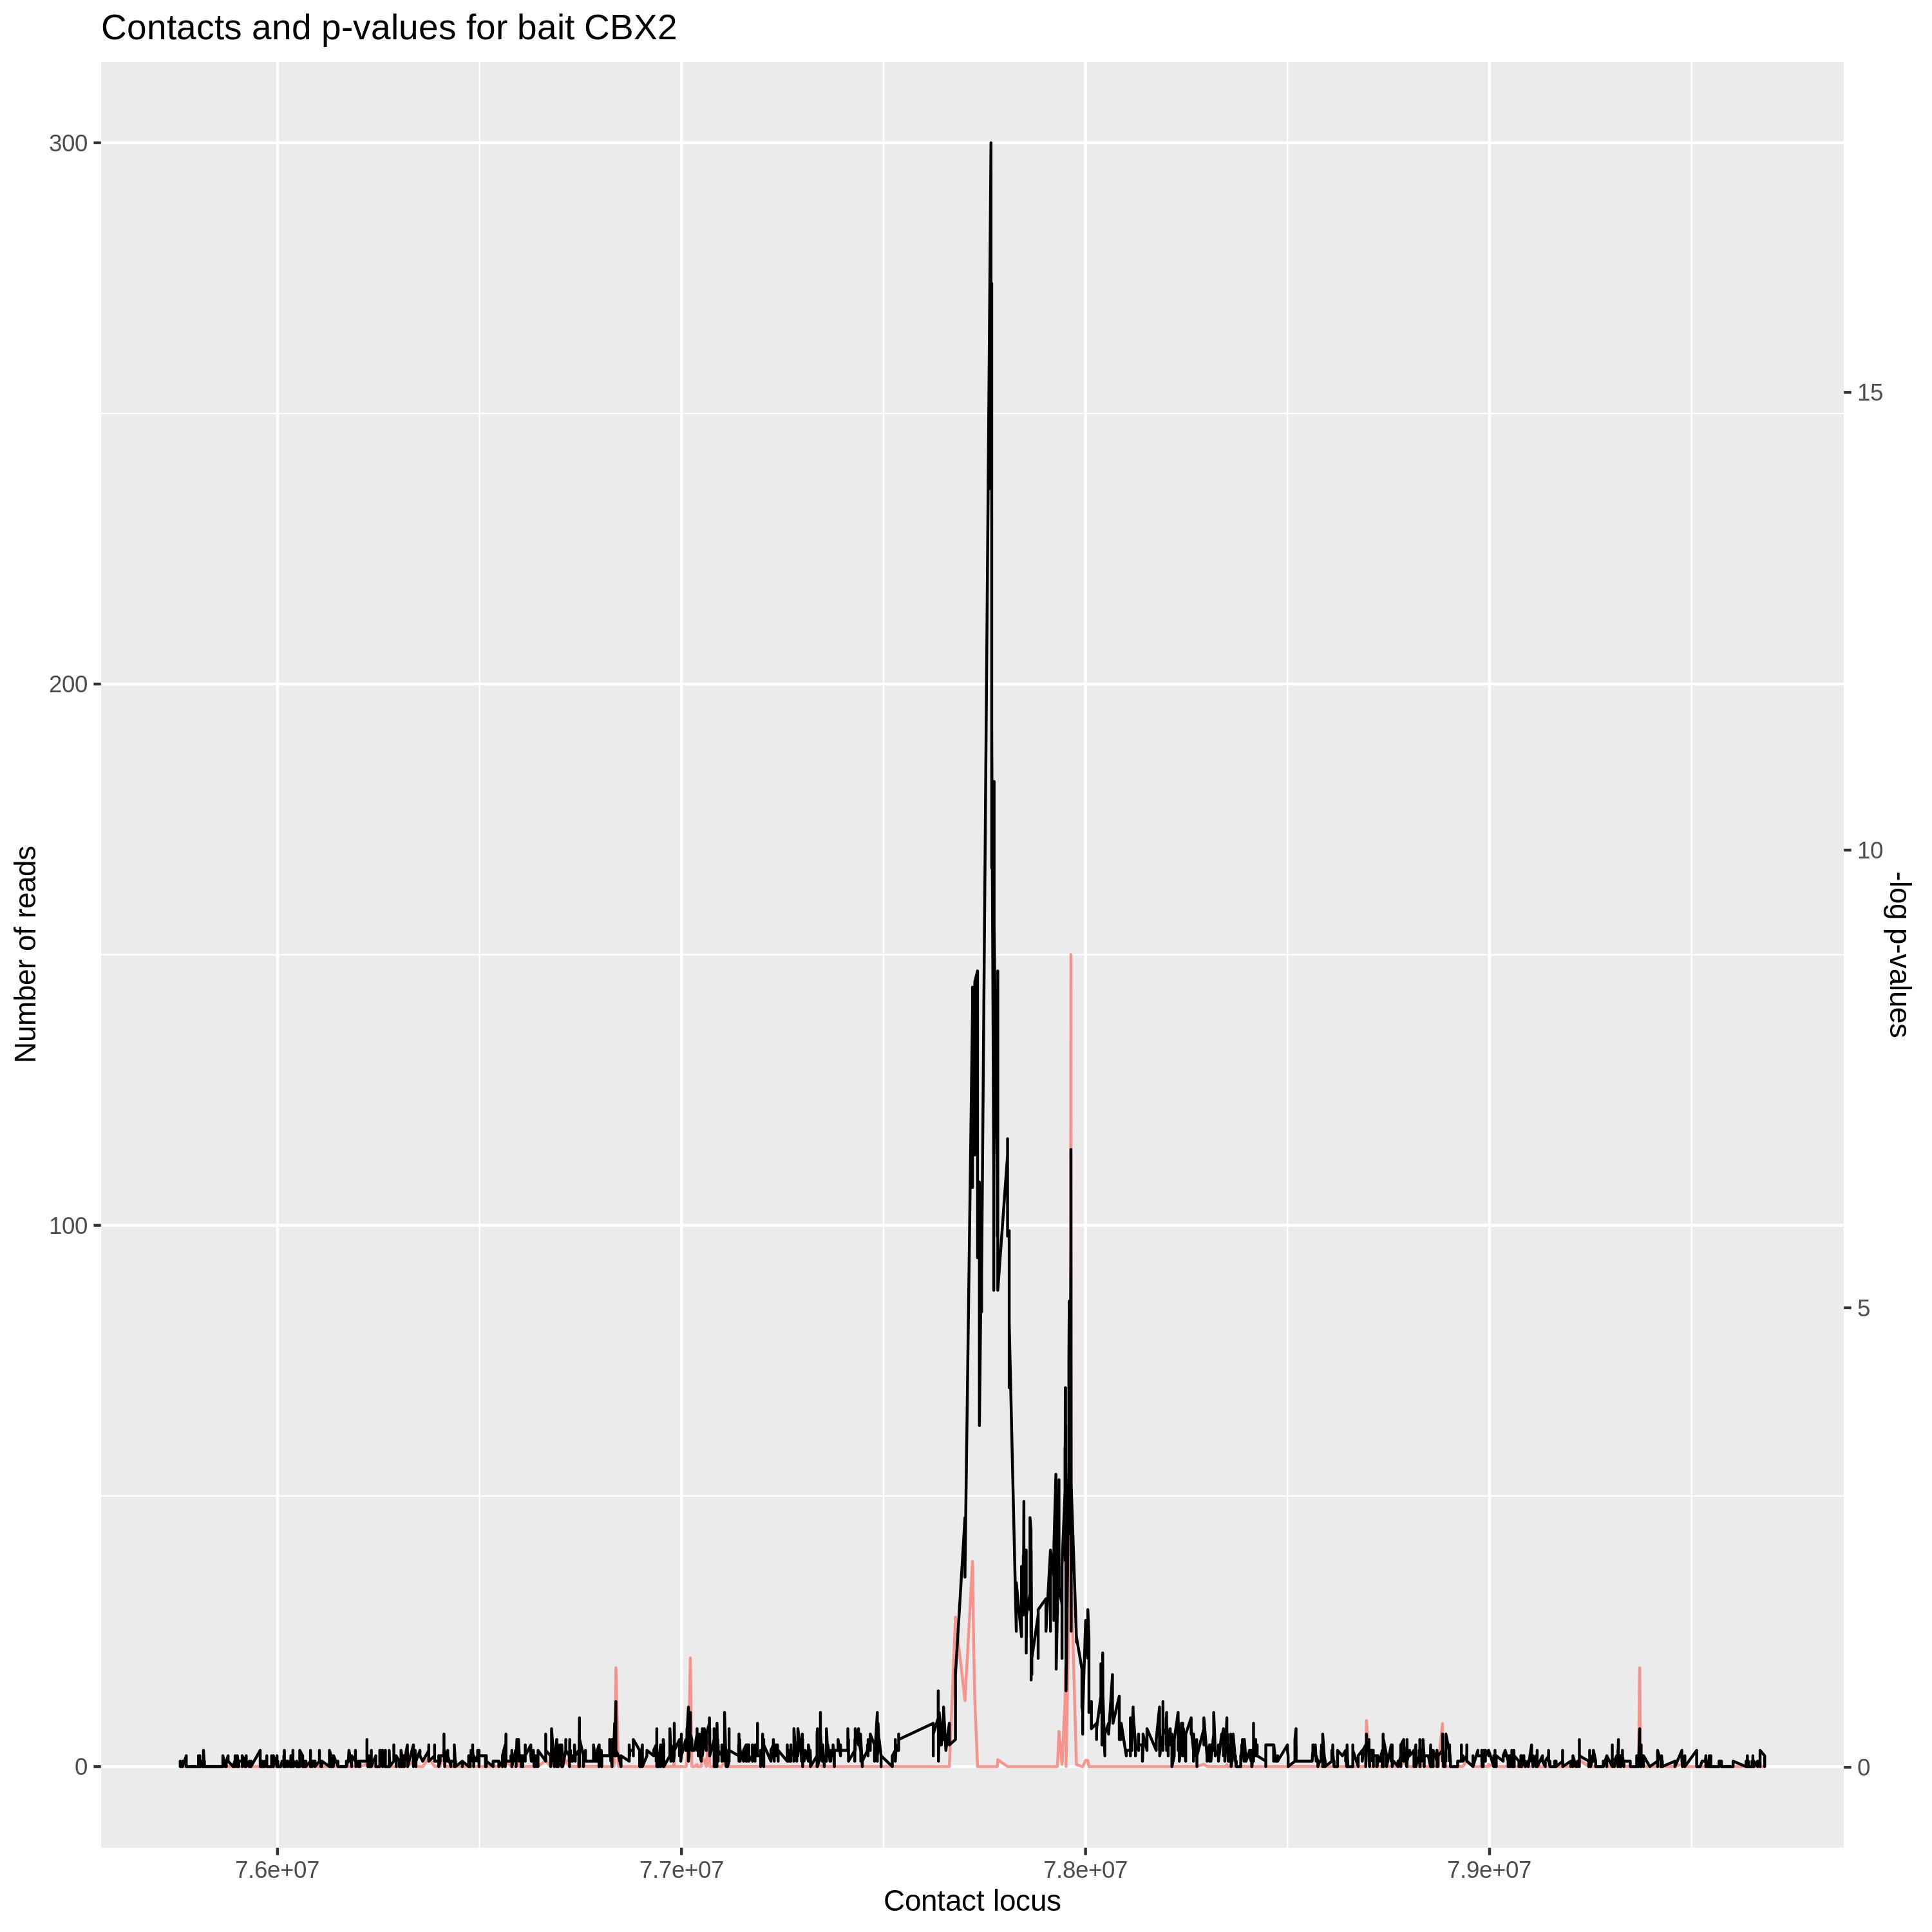 Contacts and p-values for bait CBX2
300
200
100
0
Number of reads
15
10
5
0
-log p-values
7.6e+07
7.7e+07
7.8e+07
7.9e+07
Contact locus